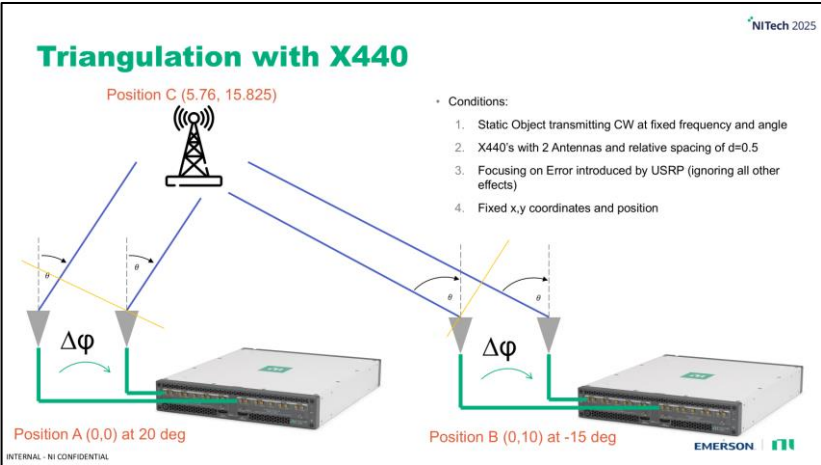 NITech 2025
Triangulation with X440
Position C (5.76, 15.825)
• Conditions:
1. Static Object transmitting CW at fixed frequency and angle
2. X440's with 2 Antennas and relative spacing of d=0.5
3. Focusing on Error introduced by USRP (ignoring all other
effects)
4. Fixed x,y coordinates and position
θ
θ
θ
θ
Δφ
Δφ
Position A (0,0) at 20 deg
Position B (0,10) at -15 deg
EMERSON
ni
INTERNAL - NI CONFIDENTIAL